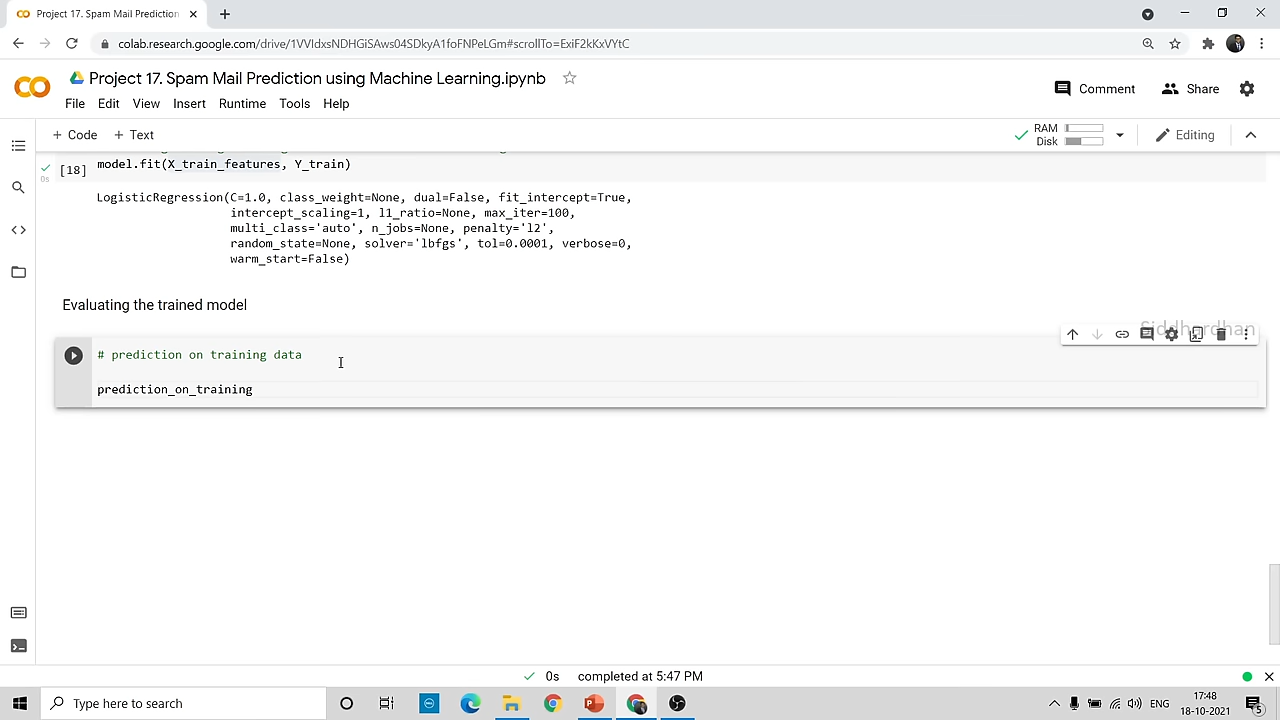 Project 17. Spam Mail Prediction
colab.research.google.com/drive/1VVIdxsNDHGiSAws04SDkyA1foFNPeLGm#scrollTo=ExiF2kKxVYtC
Project 17. Spam Mail Prediction using Machine Learning.ipynb
File Edit View Insert Runtime Tools Help
Comment
Share
+ Code + Text
RAM
Disk
Editing
[18]
0s
model.fit(X_train_features, Y_train)
LogisticRegression(C=1.0, class_weight=None, dual=False, fit_intercept=True,
intercept_scaling=1, l1_ratio=None, max_iter=100,
multi_class='auto', n_jobs=None, penalty='l2',
random_state=None, solver='lbfgs', tol=0.0001, verbose=0,
warm_start=False)
Evaluating the trained model
Siddhardhan
# prediction on training data
prediction_on_training
0s completed at 5:47 PM
Type here to search
ENG
17:48
18-10-2021
5